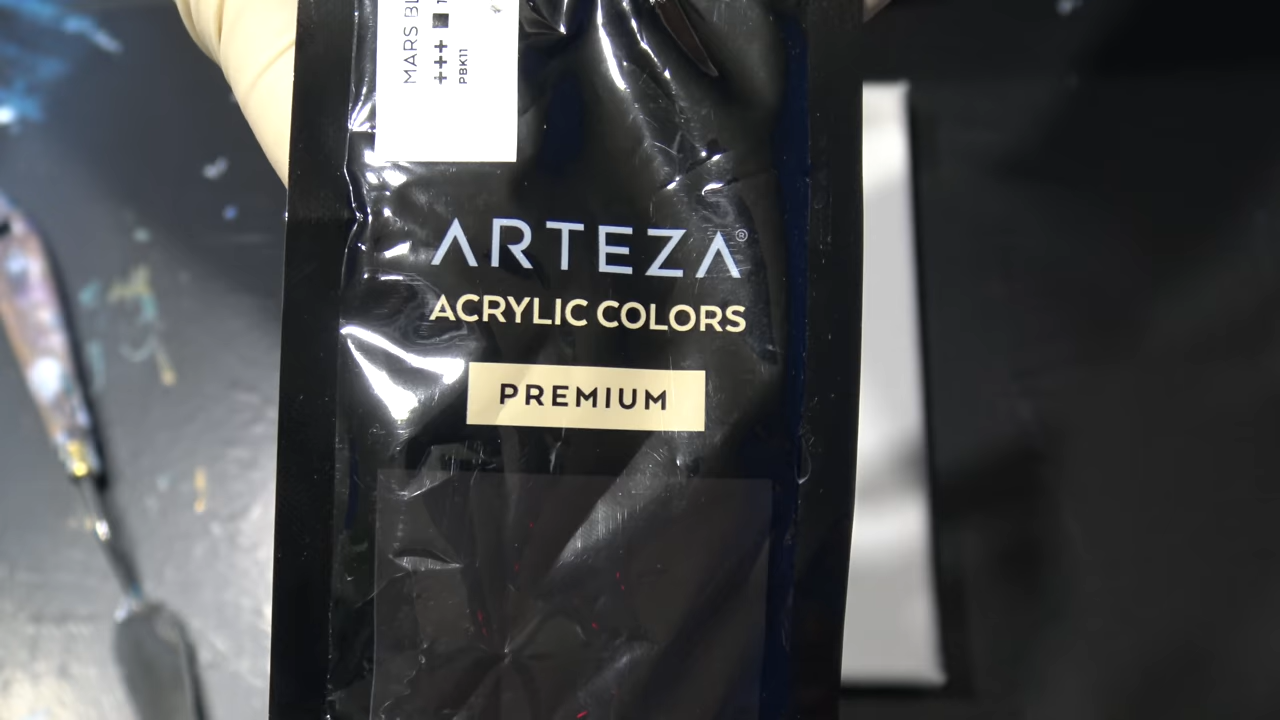 MARS BL
+++
PBK11
ARTEZA®
ACRYLIC COLORS
PREMIUM